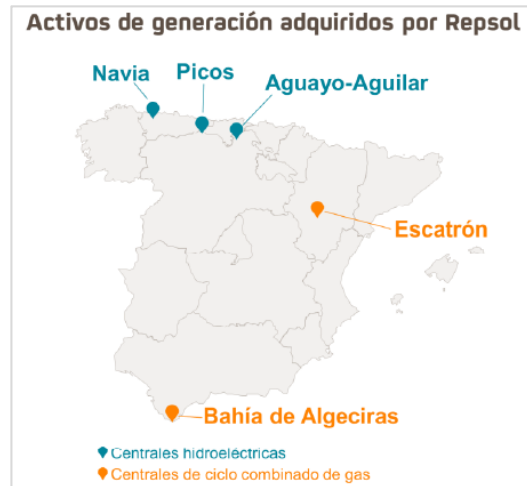 Activos de generación adquiridos por Repsol
Navia
Picos
Aguayo-Aguilar
Escatrón
Bahía de Algeciras
Centrales hidroeléctricas
Centrales de ciclo combinado de gas